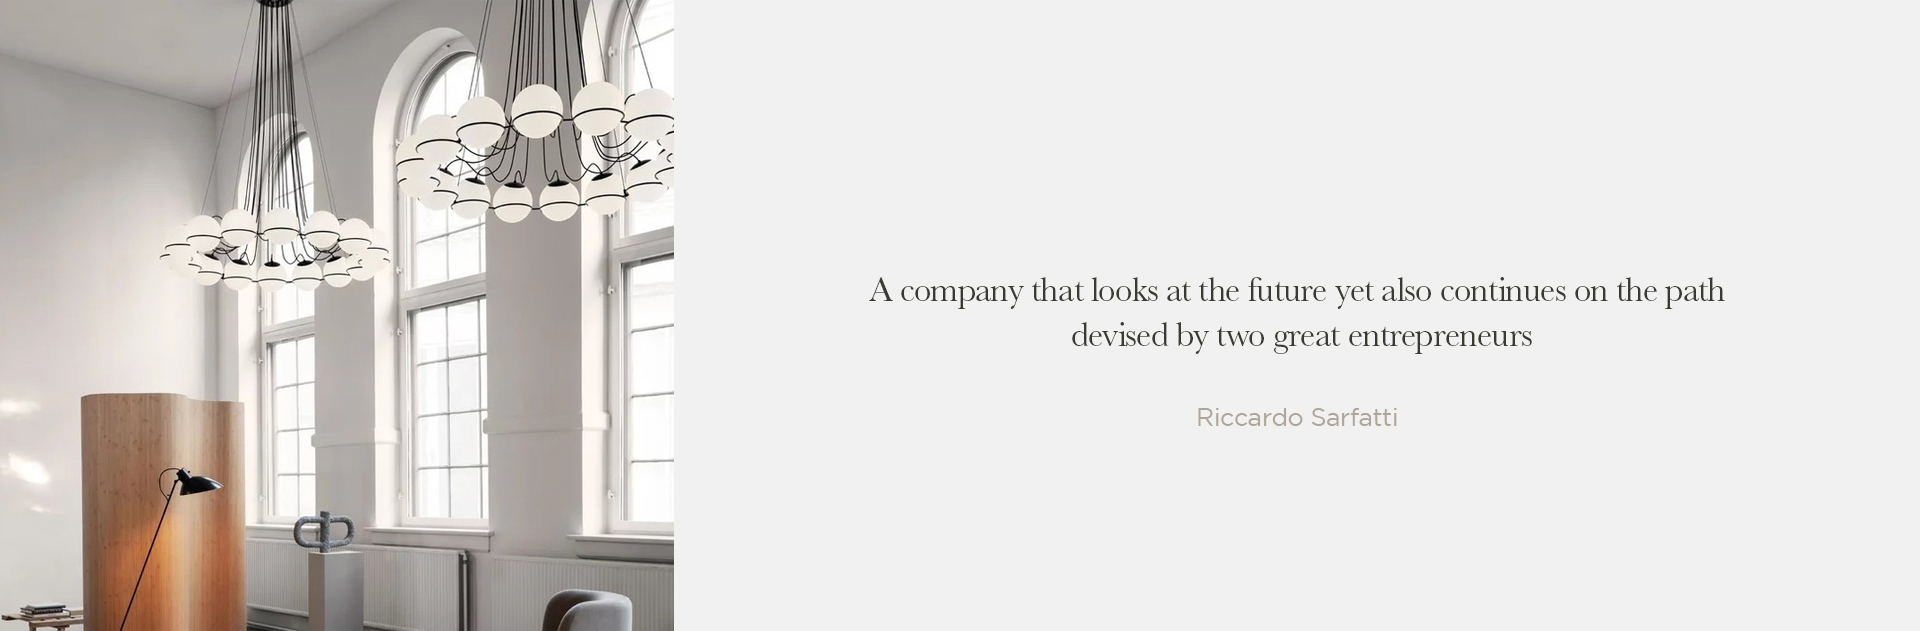 A company that looks at the future yet also continues on the path
devised by two great entrepreneurs
Riccardo Sarfatti